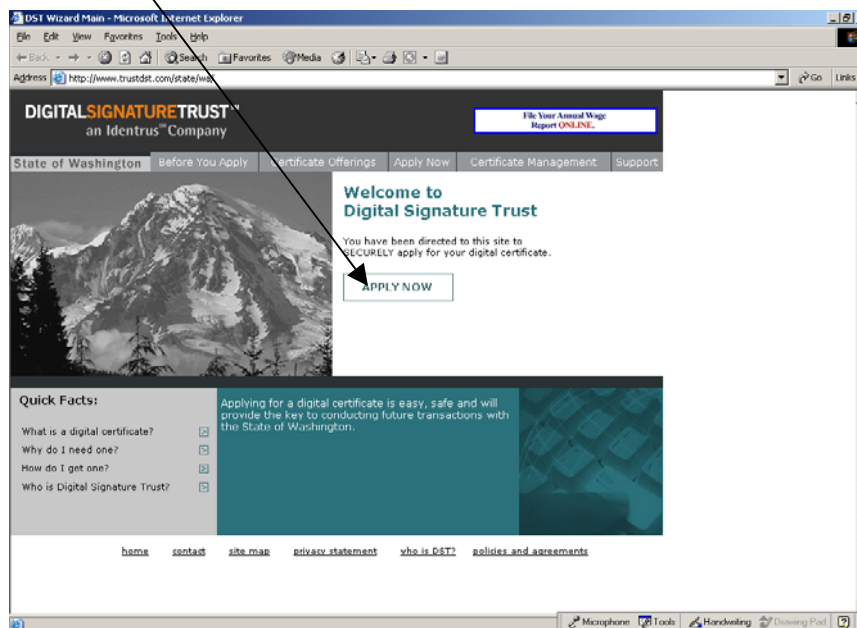 DST Wizard Main - Microsoft Internet Explorer
File Edit View Favorites Tools Help
Back Search Favorites Media
Address http://www.trustdst.com/state/wa/ Go Links
DIGITALSIGNATURETRUST™
an Identrus℠Company
File Your Annual Wage
Report ONLINE.
State of Washington Before You Apply Certificate Offerings Apply Now Certificate Management Support
Welcome to
Digital Signature Trust
You have been directed to this site to
SECURELY apply for your digital certificate.
APPLY NOW
Quick Facts:
What is a digital certificate?
Why do I need one?
How do I get one?
Who is Digital Signature Trust?
Applying for a digital certificate is easy, safe and will
provide the key to conducting future transactions with
the State of Washington.
home contact site map privacy statement who is DST? policies and agreements
Microphone Tools Handwriting Drawing Pad